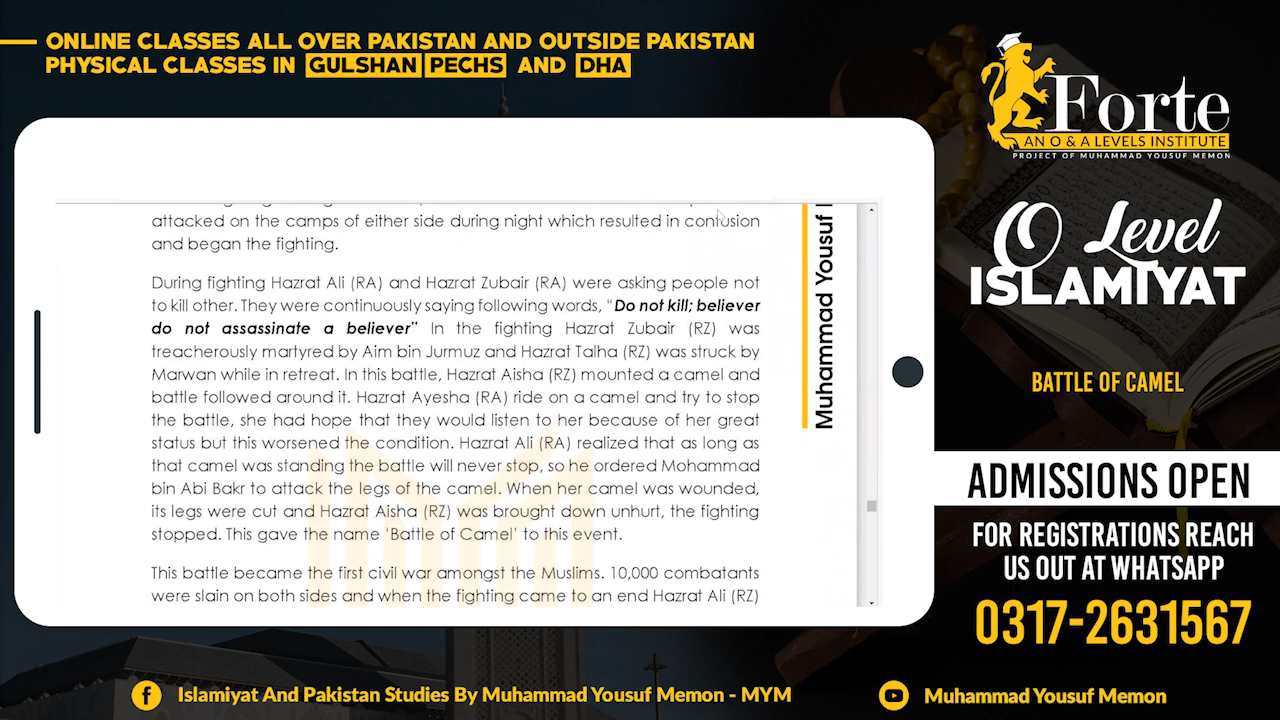 ONLINE CLASSES ALL OVER PAKISTAN AND OUTSIDE PAKISTAN
PHYSICAL CLASSES IN GULSHAN PECHS AND DHA
Forte
AN O & A LEVELS INSTITUTE
PROJECT OF MUHAMMAD YOUSUF MEMON
O Level
ISLAMIYAT
BATTLE OF CAMEL
ADMISSIONS OPEN
FOR REGISTRATIONS REACH
US OUT AT WHATSAPP
0317-2631567
attacked on the camps of either side during night which resulted in confusion
and began the fighting.
During fighting Hazrat Ali (RA) and Hazrat Zubair (RA) were asking people not
to kill other. They were continuously saying following words, “Do not kill; believer
do not assassinate a believer” In the fighting Hazrat Zubair (RZ) was
treacherously martyred by Aim bin Jurmuz and Hazrat Talha (RZ) was struck by
Marwan while in retreat. In this battle, Hazrat Aisha (RZ) mounted a camel and
battle followed around it. Hazrat Aysha (RA) ride on a camel and try to stop
the battle, she had hope that they would listen to her because of her great
status but this worsened the condition. Hazrat Ali (RA) realized that as long as
that camel was standing the battle will never stop, so he ordered Mohammad
bin Abi Bakr to attack the legs of the camel. When her camel was wounded,
its legs were cut and Hazrat Aisha (RZ) was brought down unhurt, the fighting
stopped. This gave the name ‘Battle of Camel’ to this event.
This battle became the first civil war amongst the Muslims. 10,000 combatants
were slain on both sides and when the fighting came to an end Hazrat Ali (RZ)
Muhammad Yousuf
Islamiyat And Pakistan Studies By Muhammad Yousuf Memon - MYM
Muhammad Yousuf Memon